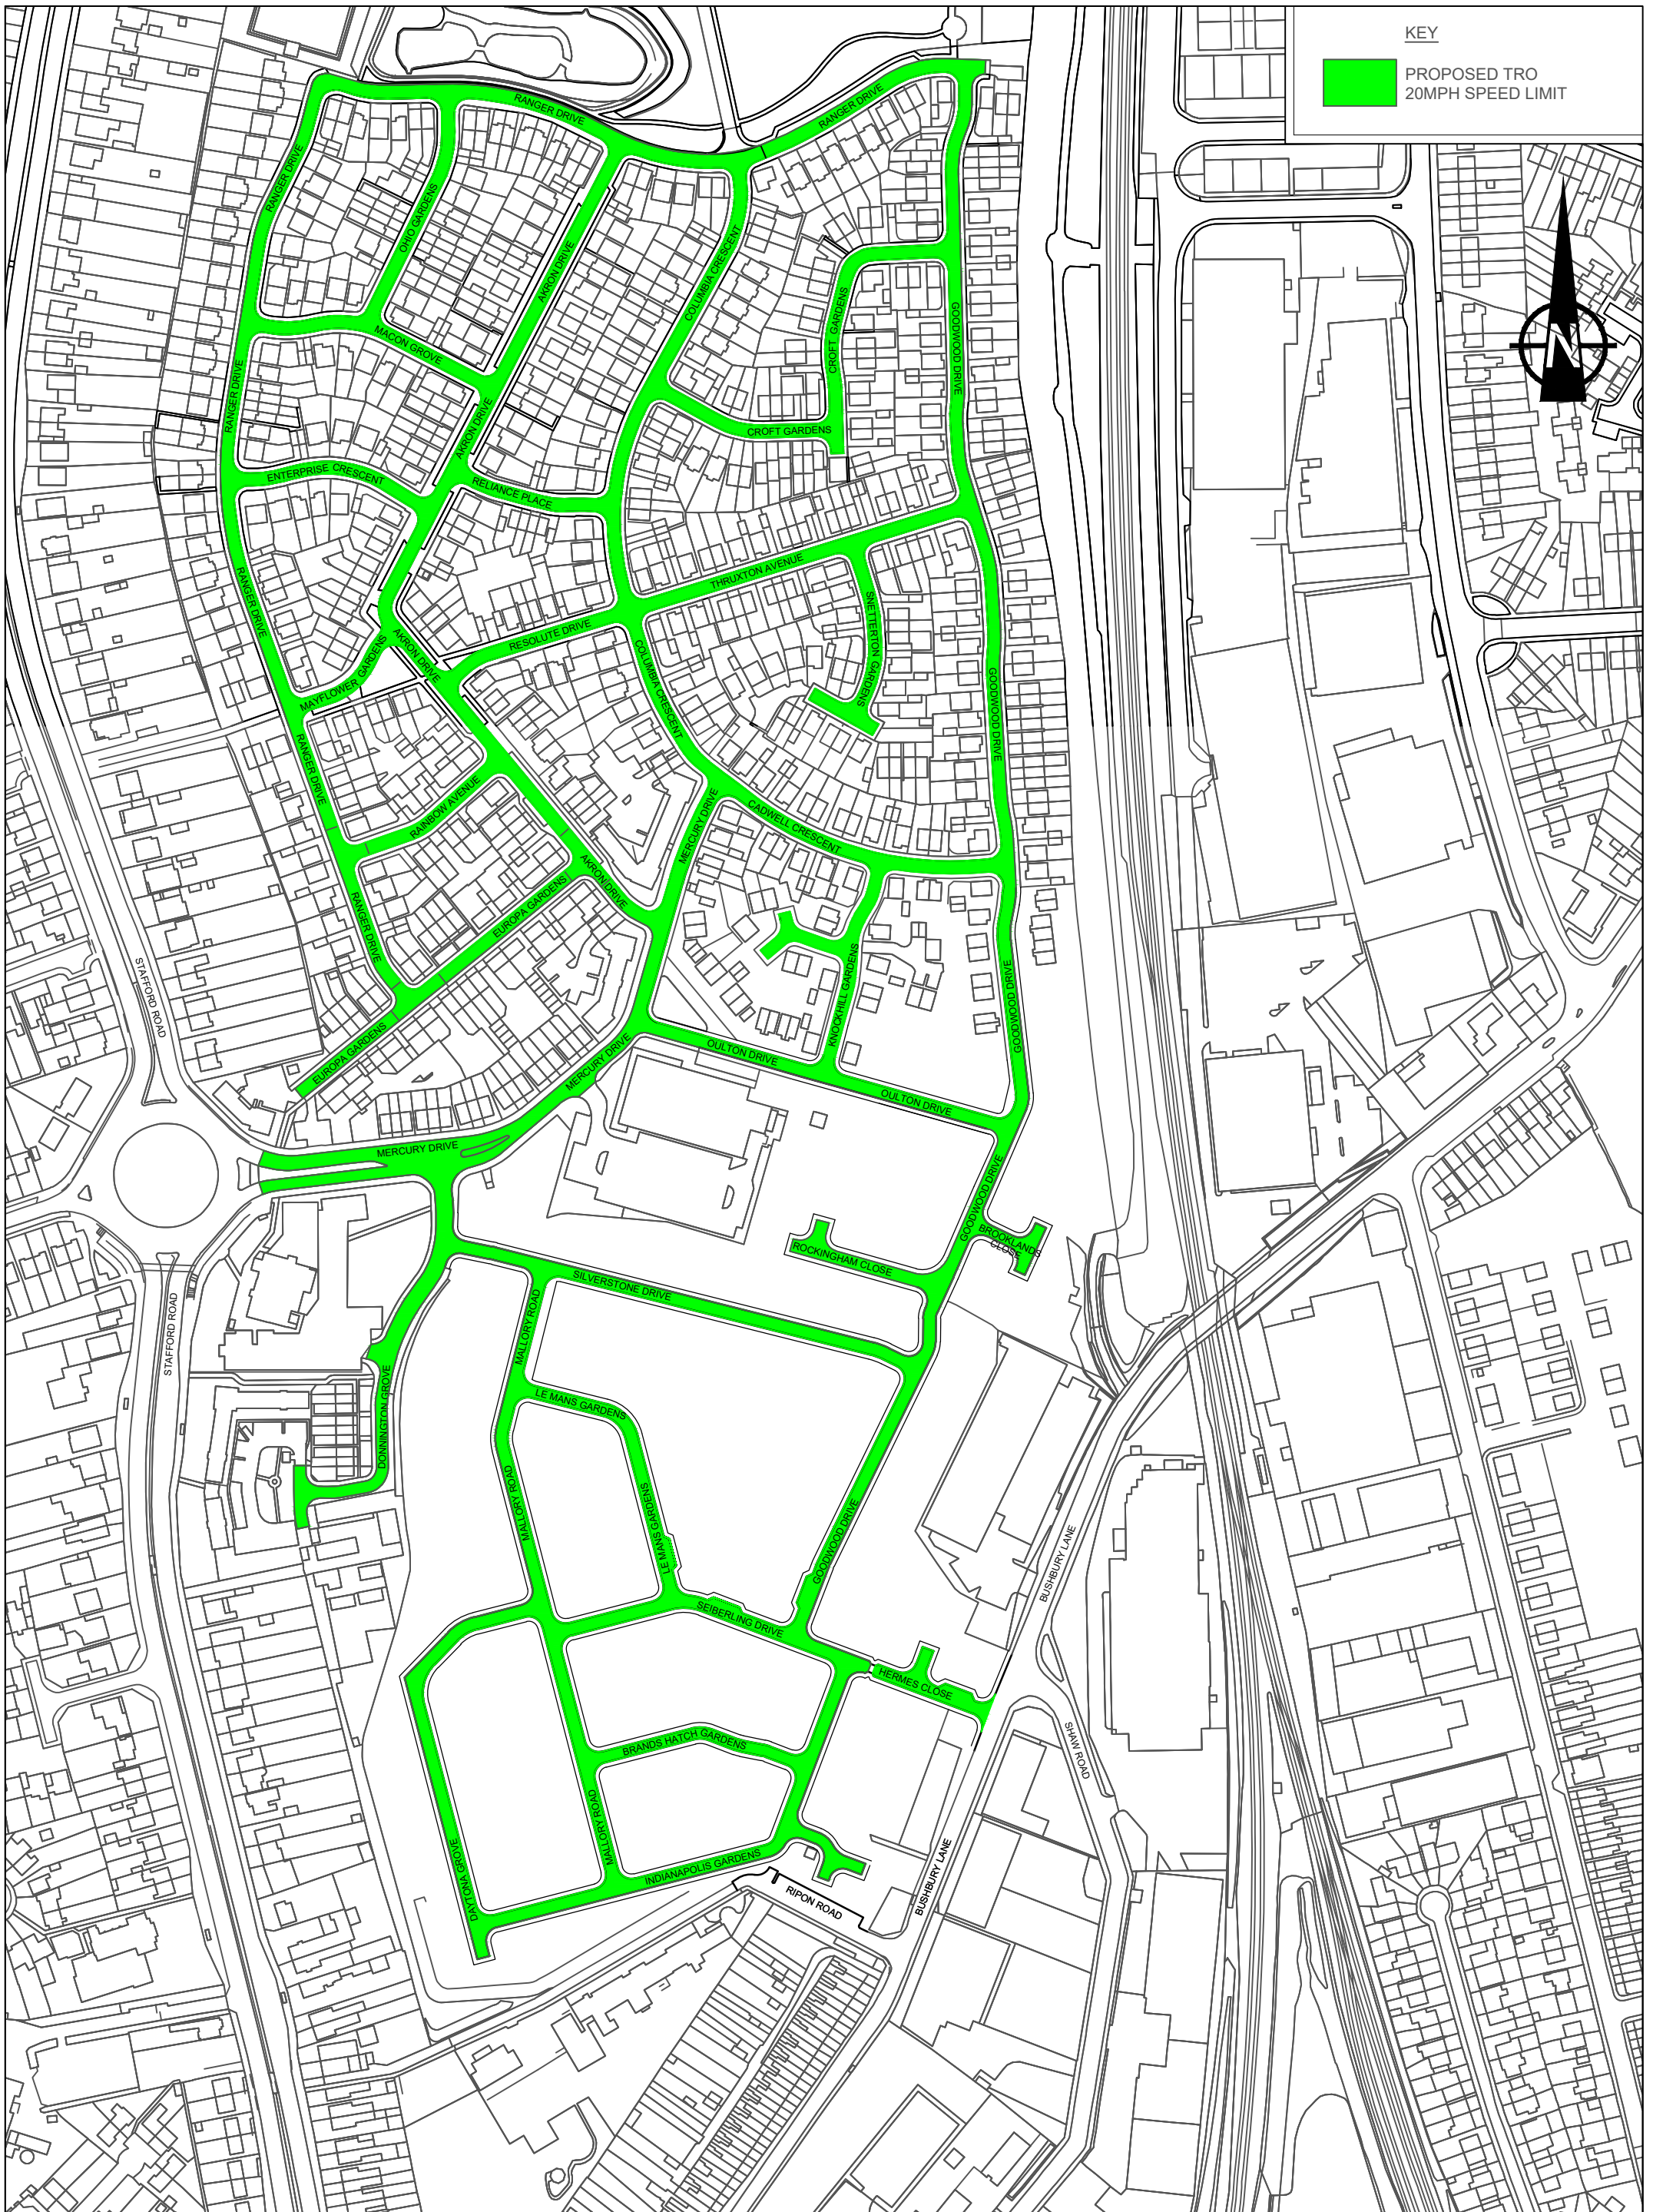 KEY
PROPOSED TRO
20MPH SPEED LIMIT
N
RANGER DRIVE
RANGER DRIVE
RANGER DRIVE
OHIO GARDENS
AKRON DRIVE
COLUMBIA CRESCENT
CROFT GARDENS
GOODWOOD DRIVE
MACON GROVE
RANGER DRIVE
AKRON DRIVE
CROFT GARDENS
ENTERPRISE CRESCENT
RELIANCE PLACE
THRUXTON AVENUE
RANGER DRIVE
SNETTERTON GARDENS
RESOLUTE DRIVE
AKRON DRIVE
MAYFLOWER GARDENS
COLUMBIA CRESCENT
GOODWOOD DRIVE
RANGER DRIVE
RAINBOW AVENUE
MERCURY DRIVE
CADWELL CRESCENT
AKRON DRIVE
EUROPA GARDENS
RANGER DRIVE
STAFFORD ROAD
KNOCKHILL GARDENS
GOODWOOD DRIVE
EUROPA GARDENS
OULTON DRIVE
MERCURY DRIVE
OULTON DRIVE
MERCURY DRIVE
GOODWOOD DRIVE
BROOKLANDS
CLOSE
ROCKINGHAM CLOSE
SILVERSTONE DRIVE
STAFFORD ROAD
MALLORY ROAD
LE MANS GARDENS
DONNINGTON GROVE
MALLORY ROAD
LE MANS GARDENS
GOODWOOD DRIVE
BUSHBURY LANE
SEIBERLING DRIVE
HERMES CLOSE
BRANDS HATCH GARDENS
SHAW ROAD
MALLORY ROAD
DAYTONA GROVE
INDIANAPOLIS GARDENS
RIPON ROAD
BUSHBURY LANE